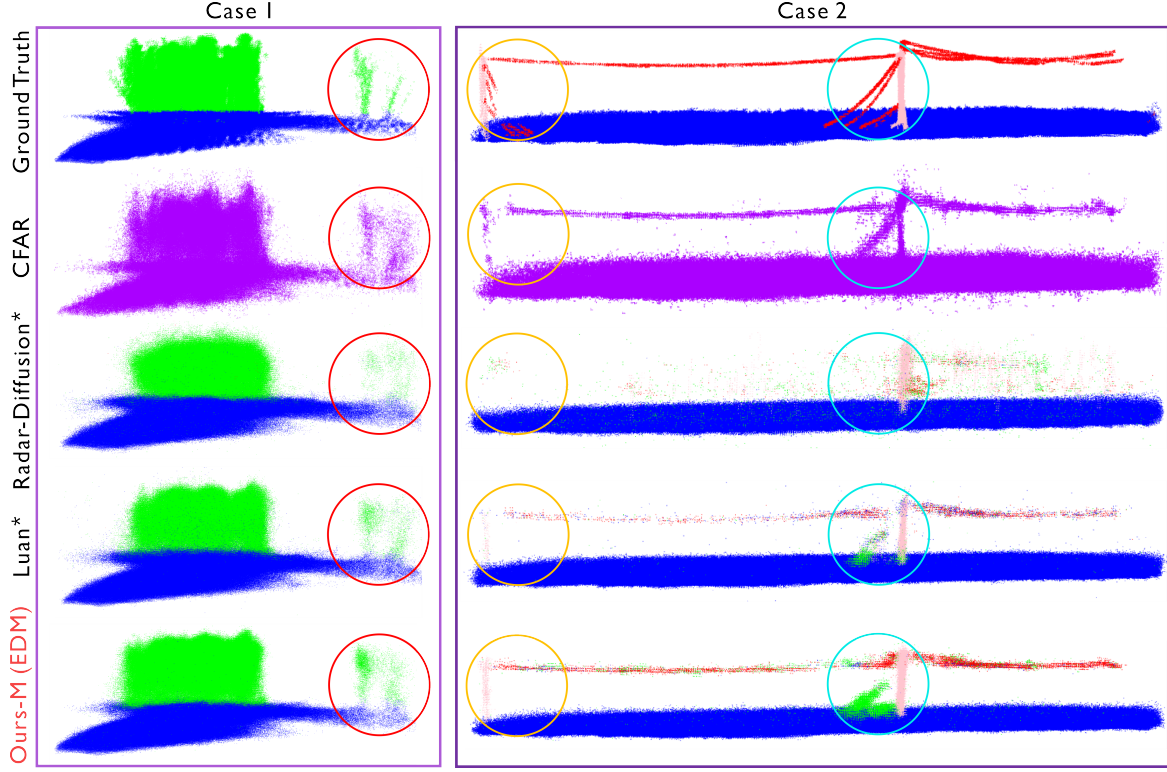 Case 1
Case 2
Ground Truth
CFAR
Radar-Diffusion*
Luan*
Ours-M (EDM)